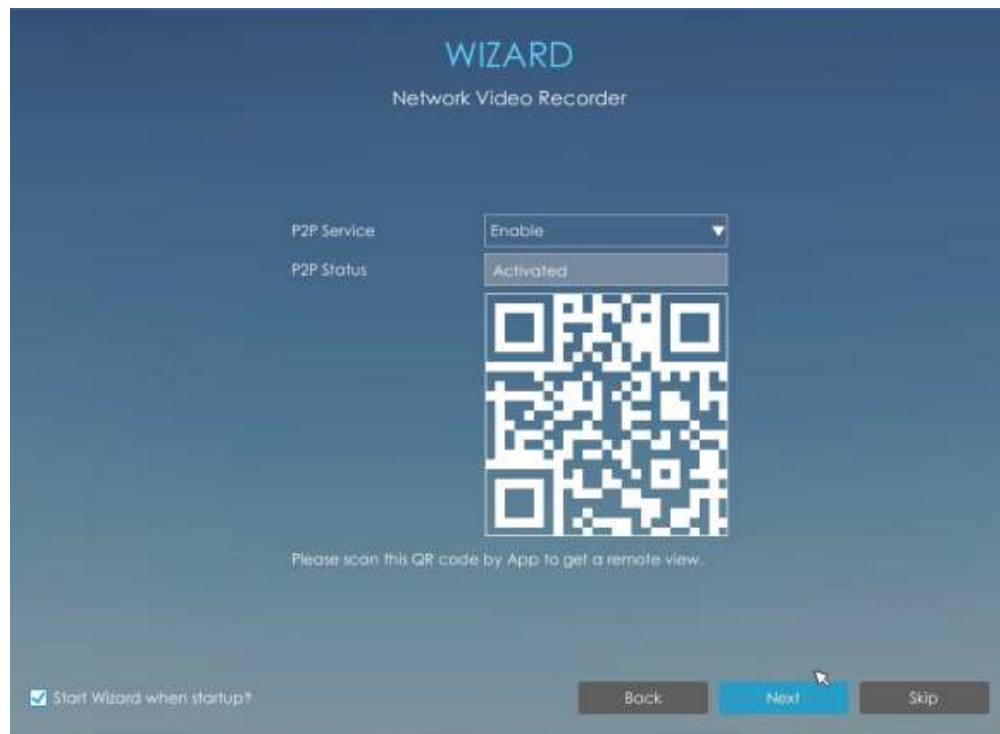 WIZARD
Network Video Recorder
P2P Service
Enable
P2P Status
Activated
Please scan this QR code by App to get a remote view.
Start Wizard when startup?
Back
Next
Skip